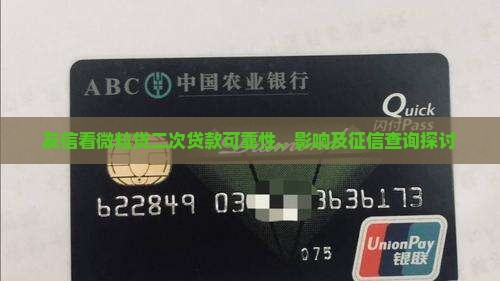 ABC 中国农业银行
Quick
闪付Pass
信看微粒贷二次贷款可靠性、影响及征信查询探讨
622849 03 3636173
075
UnionPay
银联